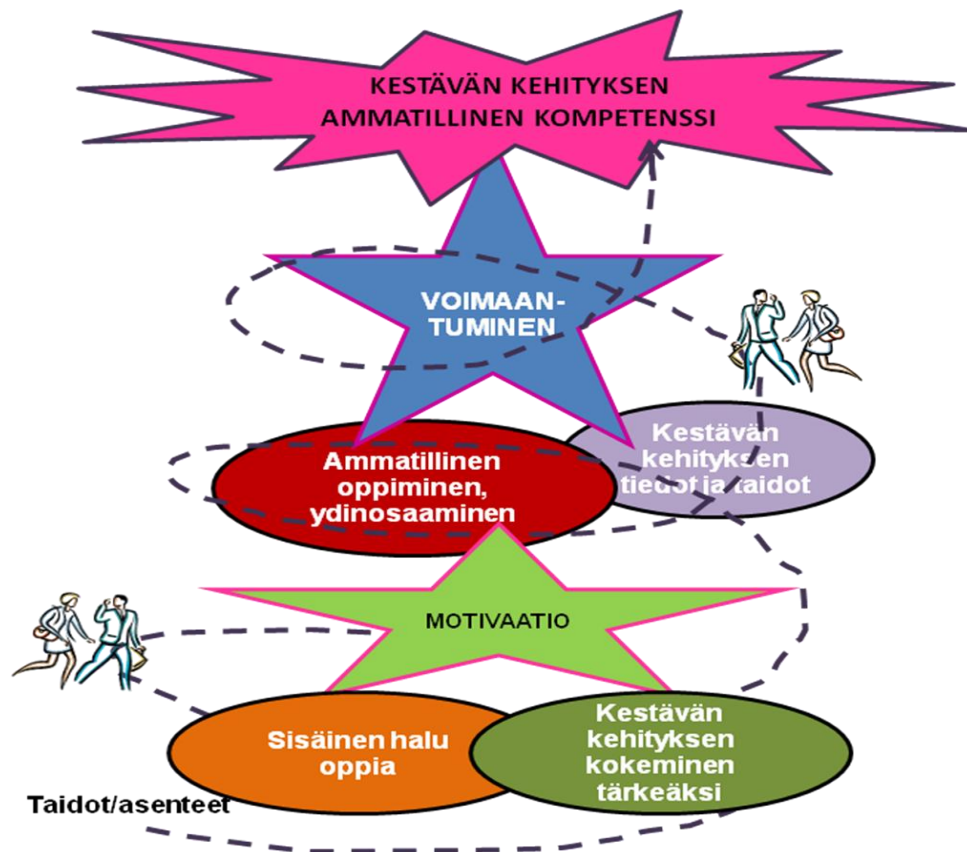 KESTÄVÄN KEHITYKSEN
AMMATILLINEN KOMPETENSSI
VOIMAAN-
TUMINEN
Kestävän
kehityksen
tiedot ja taidot
Ammatillinen
oppiminen,
ydinosaaminen
MOTIVAATIO
Sisäinen halu
oppia
Kestävän
kehityksen
kokeminen
tärkeäksi
Taidot/asenteet